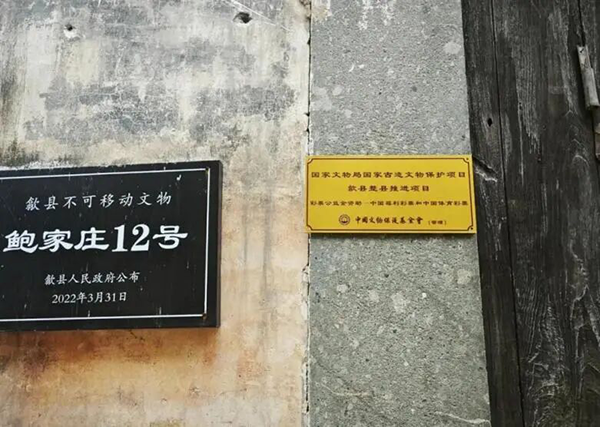 歙县不可移动文物
鲍家庄12号
歙县人民政府公布
2022年3月31日
国家文物局国家古迹文物保护项目
歙县整县推进项目
彩票公益金资助—中国福利彩票和中国体育彩票
中国文物保護基金會